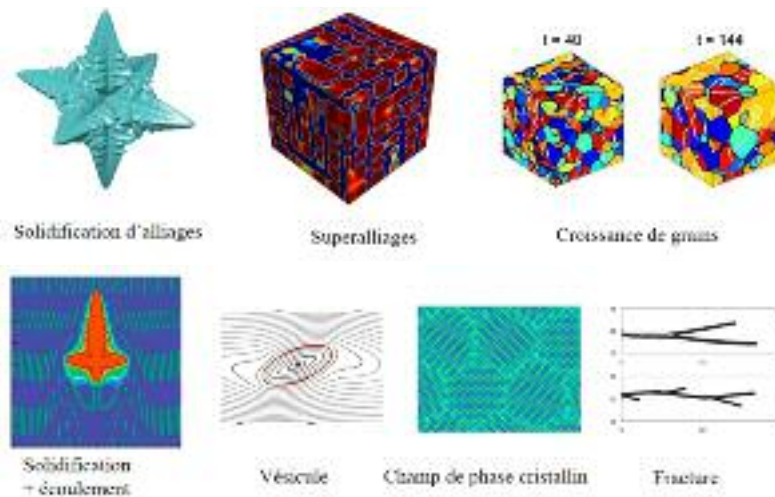 t = 40
t = 144
Solidification d'alliages
Superalliages
Croissance de grains
Solidification
+ écoulement
Vésicule
Champ de phase cristallin
Fracture